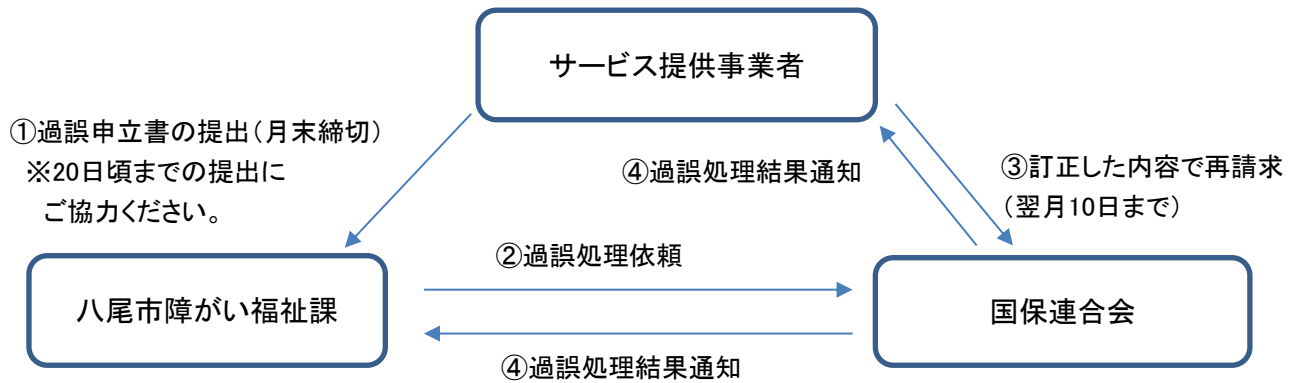 サービス提供事業者
①過誤申立書の提出(月末締切)
※20日頃までの提出に
ご協力ください。
④過誤処理結果通知
③訂正した内容で再請求
(翌月10日まで)
②過誤処理依頼
八尾市障がい福祉課
国保連合会
④過誤処理結果通知